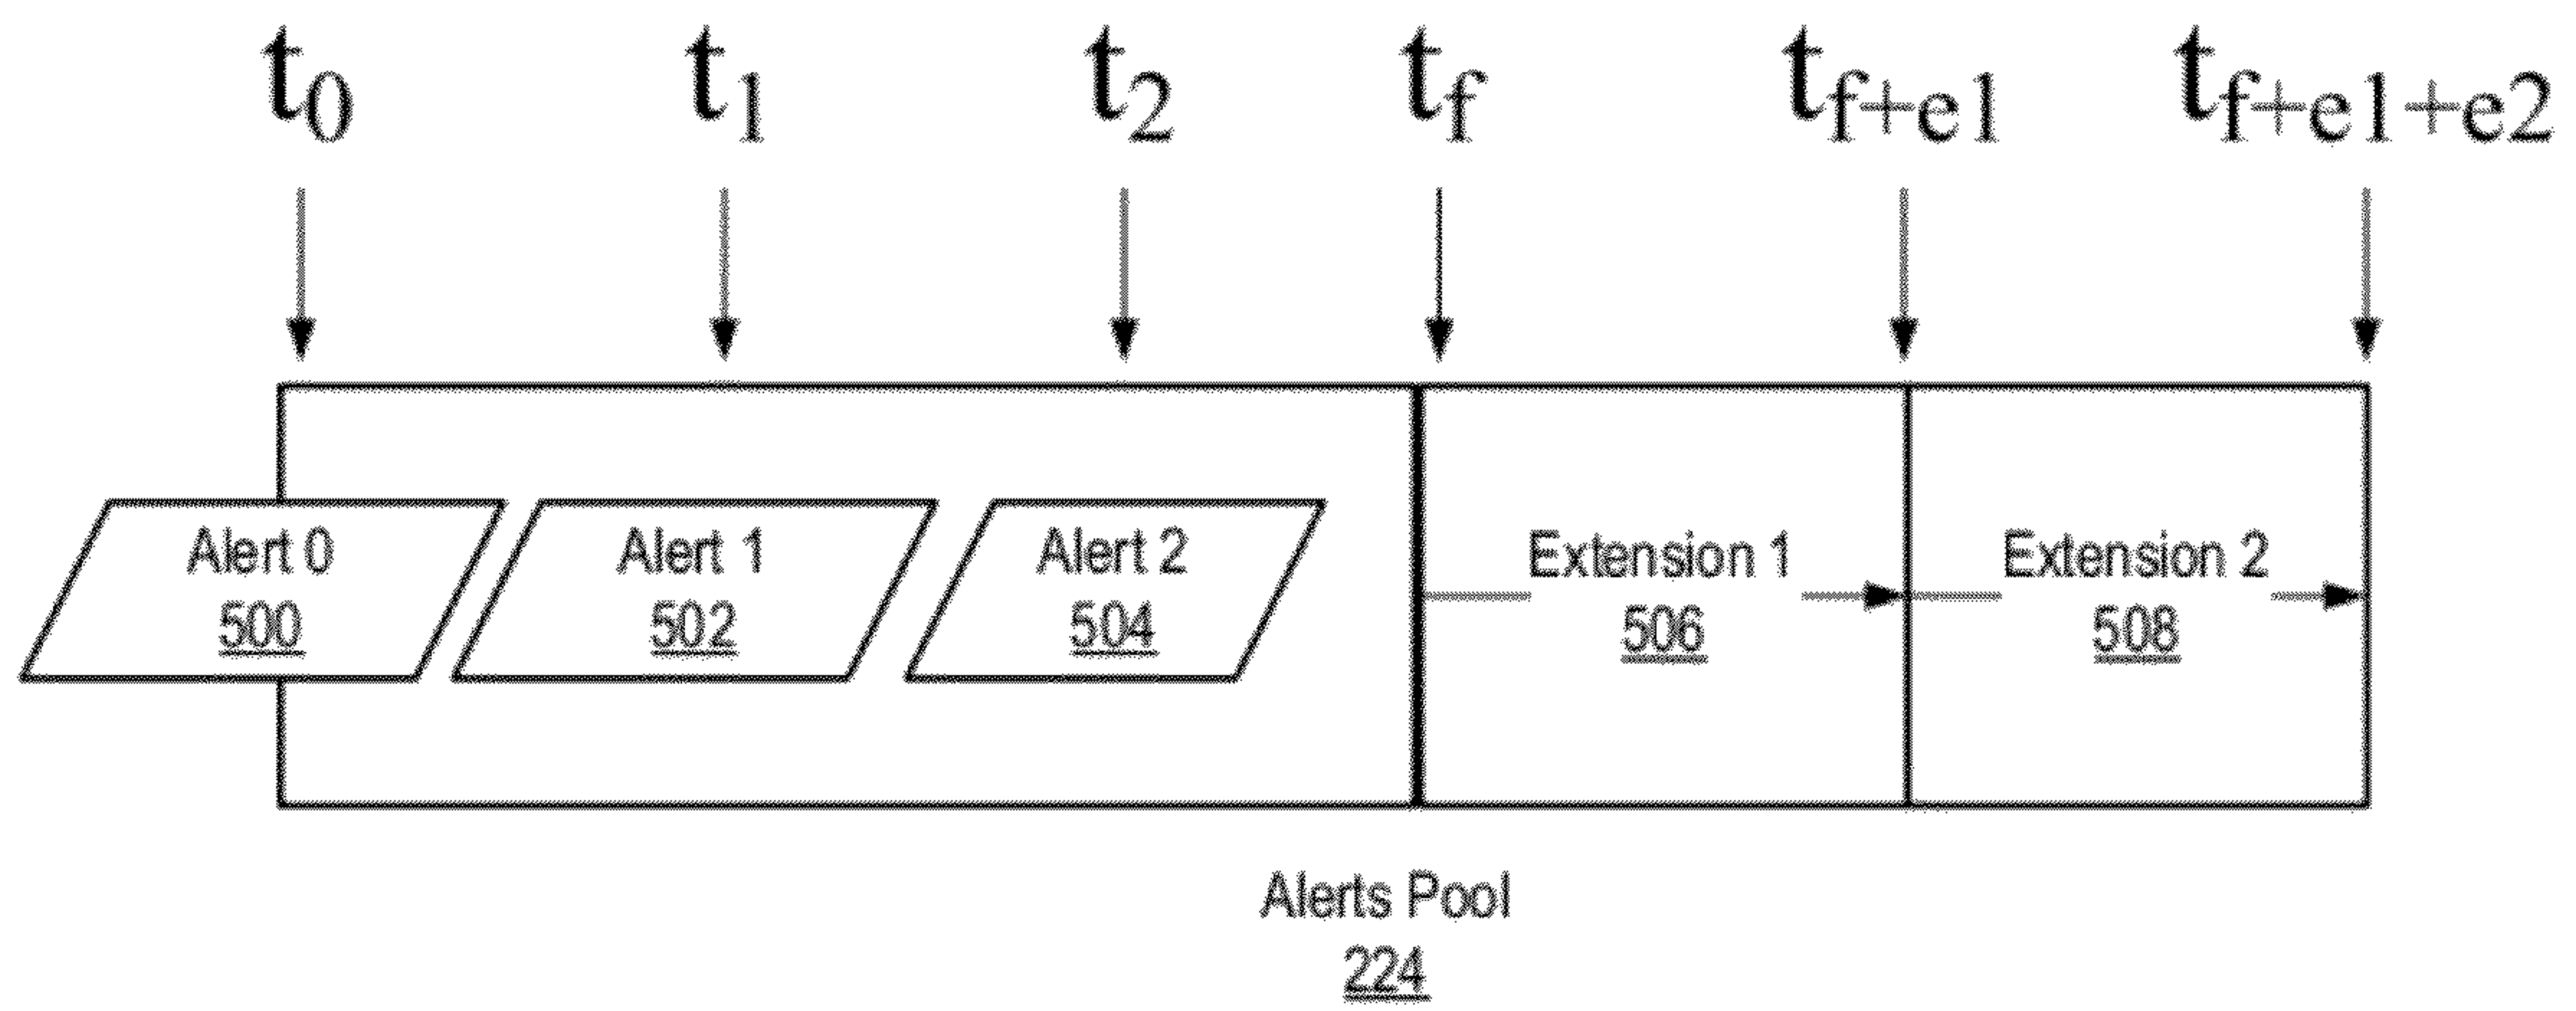 t0 t1 t2 tf tf+e1 tf+e1+e2
Alert 0
500
Alert 1
502
Alert 2
504
Extension 1
506
Extension 2
508
Alerts Pool
224